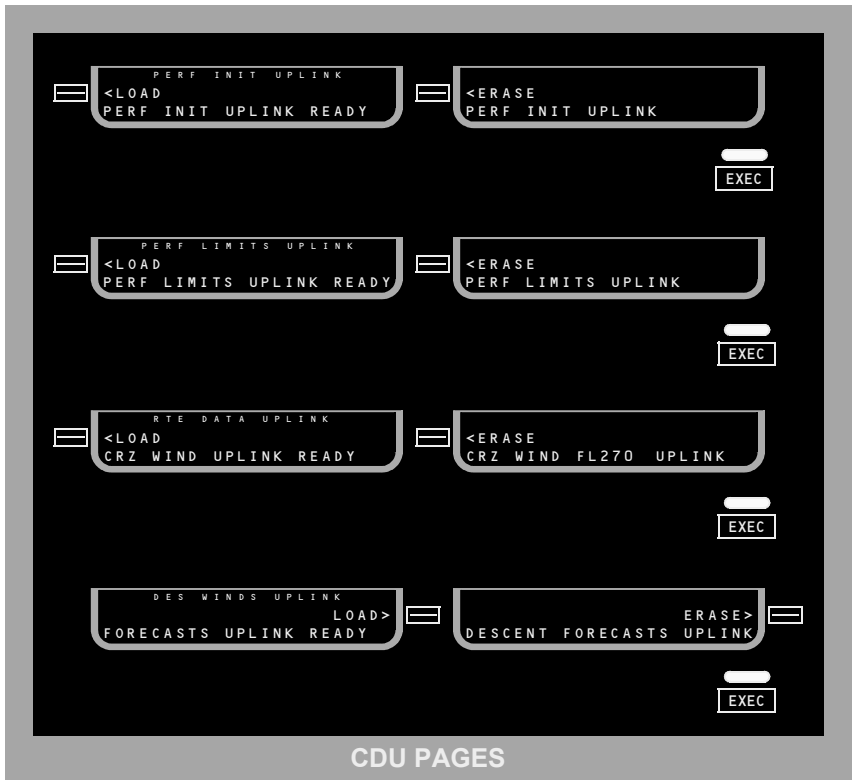 PERF INIT UPLINK
<LOAD
PERF INIT UPLINK READY
<ERASE
PERF INIT UPLINK
EXEC
PERF LIMITS UPLINK
<LOAD
PERF LIMITS UPLINK READY
<ERASE
PERF LIMITS UPLINK
EXEC
RTE DATA UPLINK
<LOAD
CRZ WIND UPLINK READY
<ERASE
CRZ WIND FL270 UPLINK
EXEC
DES WINDS UPLINK
LOAD>
FORECASTS UPLINK READY
ERASE>
DESCENT FORECASTS UPLINK
EXEC
CDU PAGES